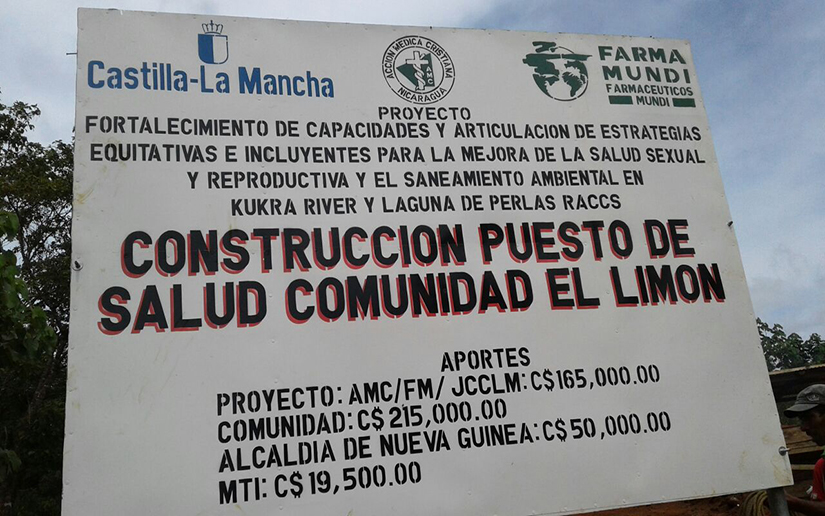 Castilla-La Mancha
ACCION MEDICA CRISTIANA
AMC
NICARAGUA
FARMA
MUNDI
FARMACEUTICOS
MUNDI
PROYECTO
FORTALECIMIENTO DE CAPACIDADES Y ARTICULACION DE ESTRATEGIAS
EQUITATIVAS E INCLUYENTES PARA LA MEJORA DE LA SALUD SEXUAL
Y REPRODUCTIVA Y EL SANEAMIENTO AMBIENTAL EN
KUKRA RIVER Y LAGUNA DE PERLAS RACCS
CONSTRUCCION PUESTO DE
SALUD COMUNIDAD EL LIMON
APORTES
PROYECTO: AMC/FM/ JCCLM: C$165,000.00
COMUNIDAD: C$ 215,000.00
ALCALDIA DE NUEVA GUINEA: C$ 50,000.00
MTI: C$ 19,500.00